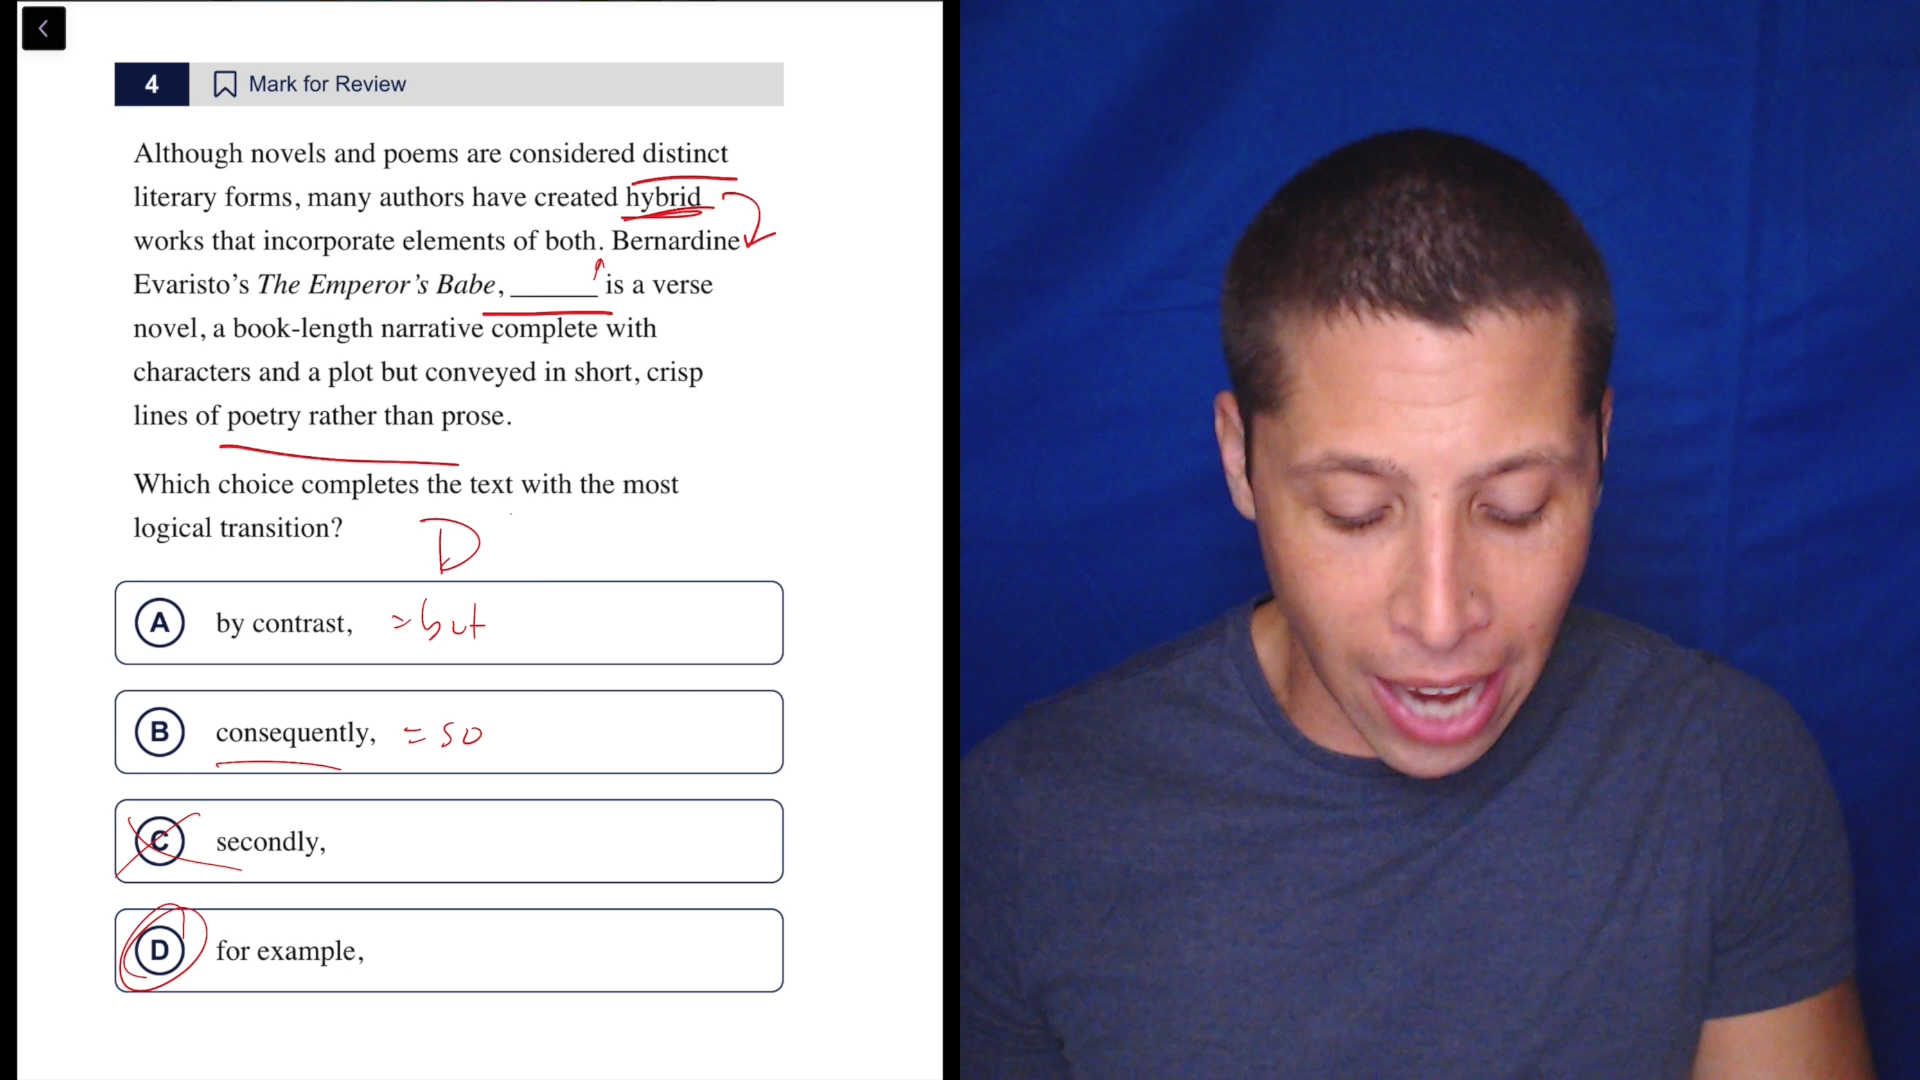 4 Mark for Review
Although novels and poems are considered distinct
literary forms, many authors have created hybrid
works that incorporate elements of both. Bernardine
Evaristo's The Emperor's Babe, ______ is a verse
novel, a book-length narrative complete with
characters and a plot but conveyed in short, crisp
lines of poetry rather than prose.
Which choice completes the text with the most
logical transition?
D
A by contrast, = but
B consequently, = so
C secondly,
D for example,